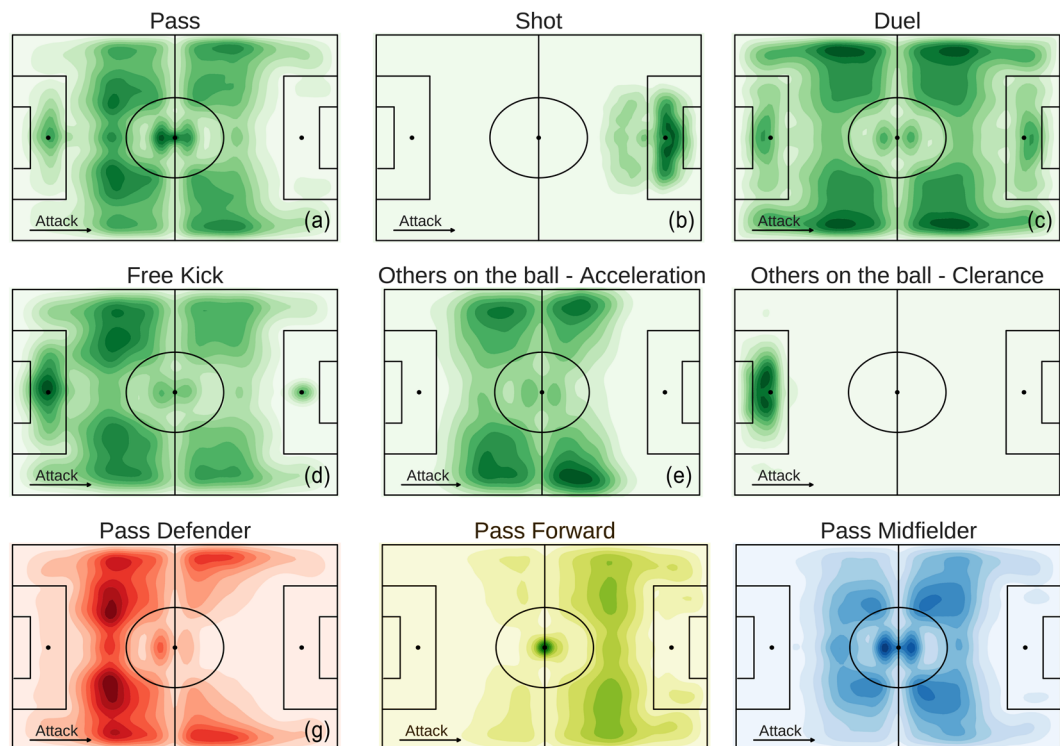 Pass
Shot
Duel
Attack
(a)
Attack
(b)
Attack
(c)
Free Kick
Others on the ball - Acceleration
Others on the ball - Clerance
Attack
(d)
Attack
(e)
Attack
Pass Defender
Pass Forward
Pass Midfielder
Attack
(g)
Attack
Attack